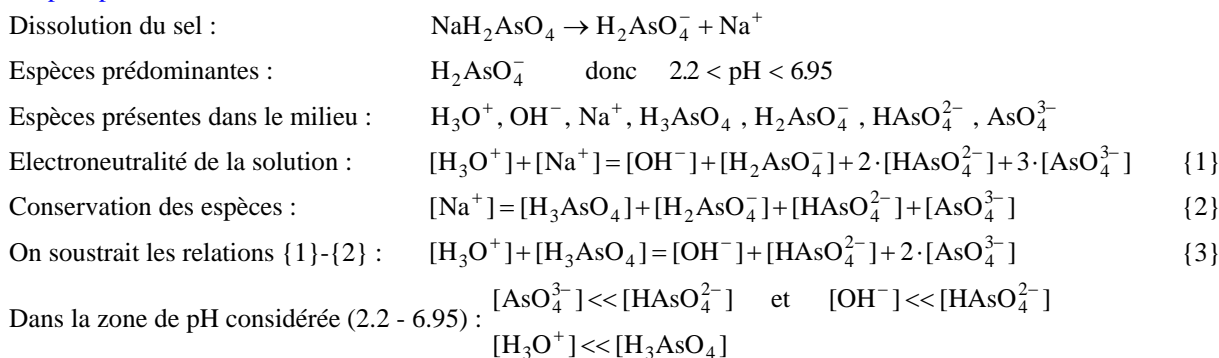 Dissolution du sel : NaH₂AsO₄ → H₂AsO₄⁻ + Na⁺
Espèces prédominantes : H₂AsO₄⁻ donc 2.2 < pH < 6.95
Espèces présentes dans le milieu : H₃O⁺, OH⁻, Na⁺, H₃AsO₄ , H₂AsO₄⁻ , HAsO₄²⁻ , AsO₄³⁻
Electroneutralité de la solution : [H₃O⁺]+[Na⁺]=[OH⁻]+[H₂AsO₄⁻]+2·[HAsO₄²⁻]+3·[AsO₄³⁻] {1}
Conservation des espèces : [Na⁺]=[H₃AsO₄]+[H₂AsO₄⁻]+[HAsO₄²⁻]+[AsO₄³⁻] {2}
On soustrait les relations {1}-{2} : [H₃O⁺]+[H₃AsO₄]=[OH⁻]+[HAsO₄²⁻]+2·[AsO₄³⁻] {3}
Dans la zone de pH considérée (2.2 - 6.95) : [AsO₄³⁻]<<[HAsO₄²⁻] et [OH⁻]<<[HAsO₄²⁻]
[H₃O⁺]<<[H₃AsO₄]